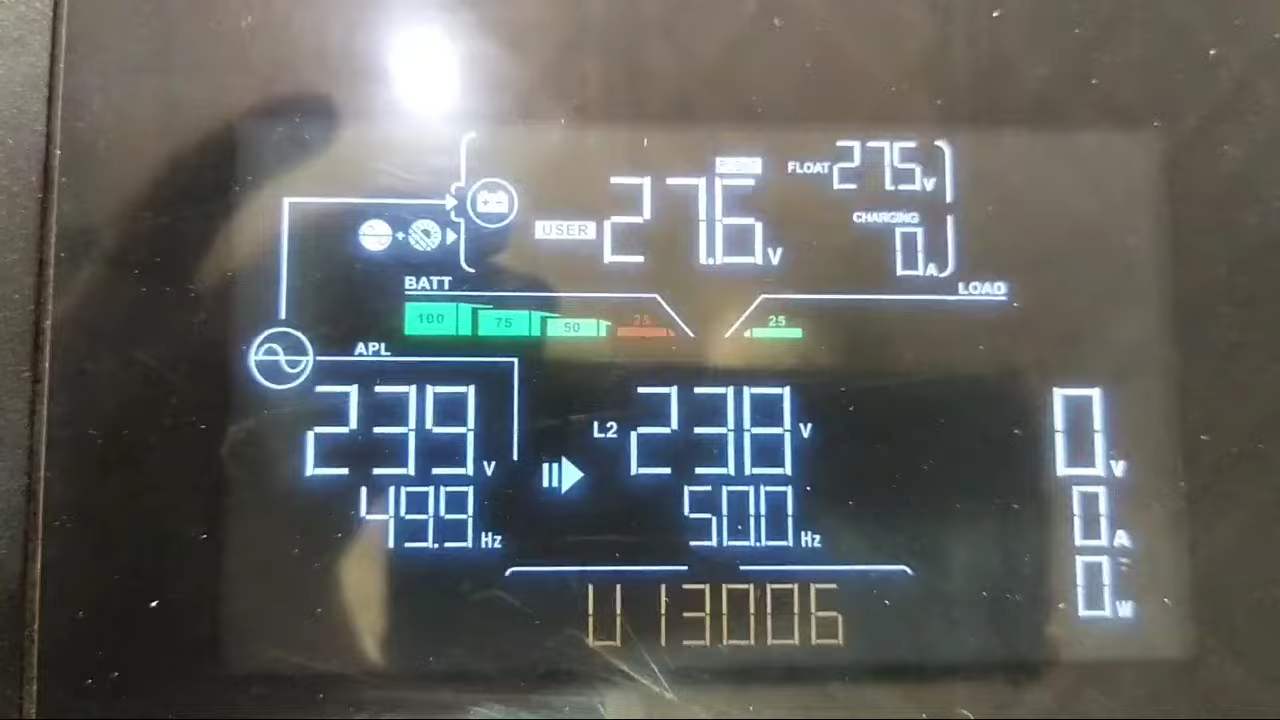 FLOAT 27.5V
USER 27.6V
CHARGING
0A
BATT
LOAD
100 75 50 25
25
APL
239V
L2 238V
0V
49.9Hz
50.0Hz
0A
0W
U 13006